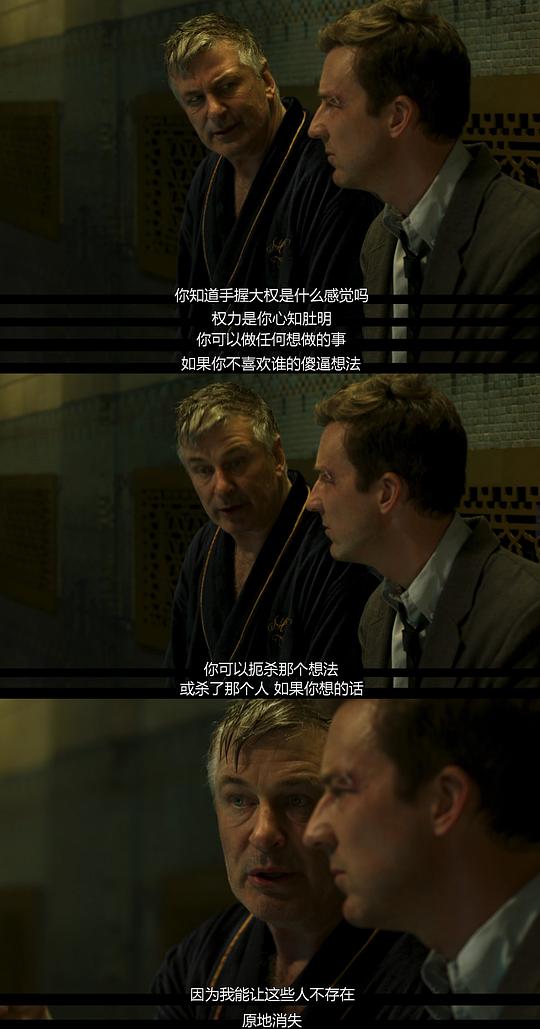 你知道手握大权是什么感觉吗
权力是你心知肚明
你可以做任何想做的事
如果你不喜欢谁的傻逼想法
你可以扼杀那个想法
或杀了那个人 如果你想的话
因为我能让这些人不存在
原地消失